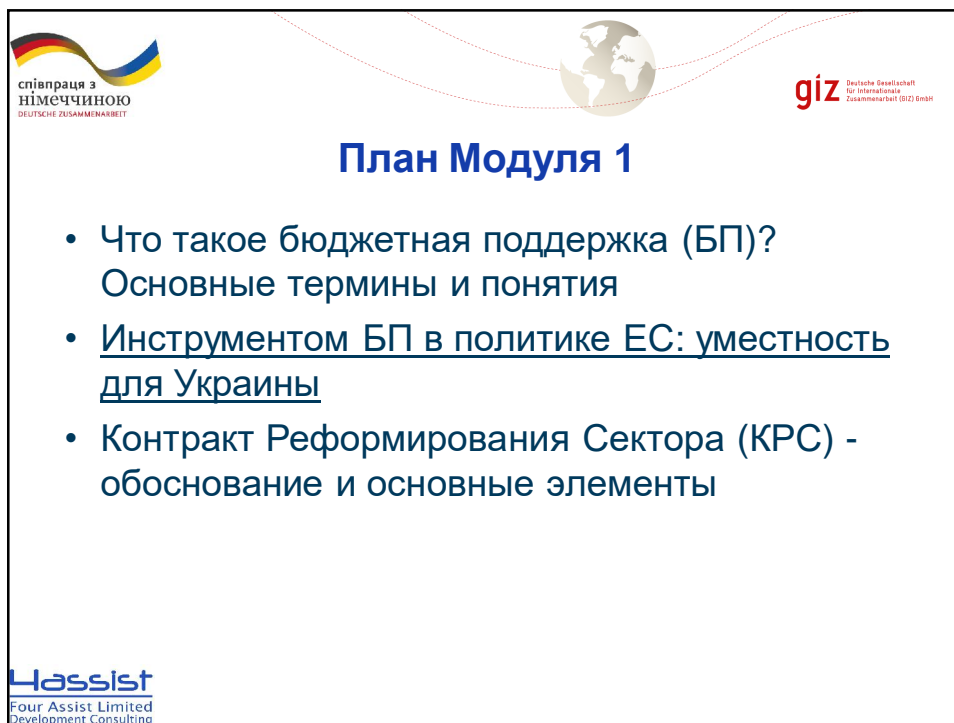 співпраця з
німеччиною
DEUTSCHE ZUSAMMENARBEIT
giz Deutsche Gesellschaft
für Internationale
Zusammenarbeit (GIZ) GmbH
План Модуля 1
• Что такое бюджетная поддержка (БП)?
Основные термины и понятия
• Инструментом БП в политике ЕС: уместность
для Украины
• Контракт Реформирования Сектора (КРС) -
обоснование и основные элементы
4assist
Four Assist Limited
Development Consulting